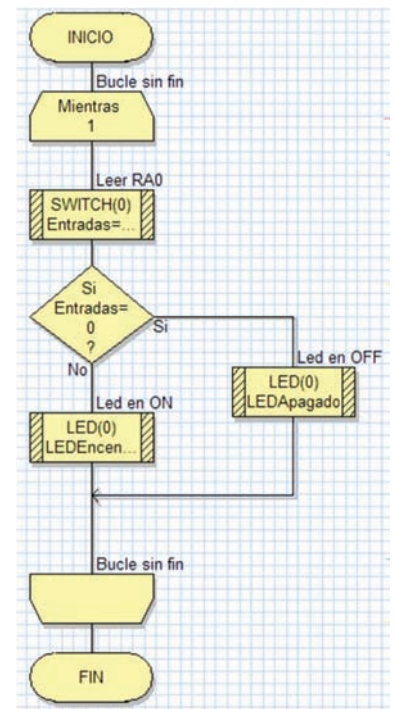 INICIO
Bucle sin fin
Mientras
1
Leer RA0
SWITCH(0)
Entradas=...
Si
Entradas=
0
?
Si
No
Led en OFF
LED(0)
LEDApagado
Led en ON
LED(0)
LEDEncen...
Bucle sin fin
FIN